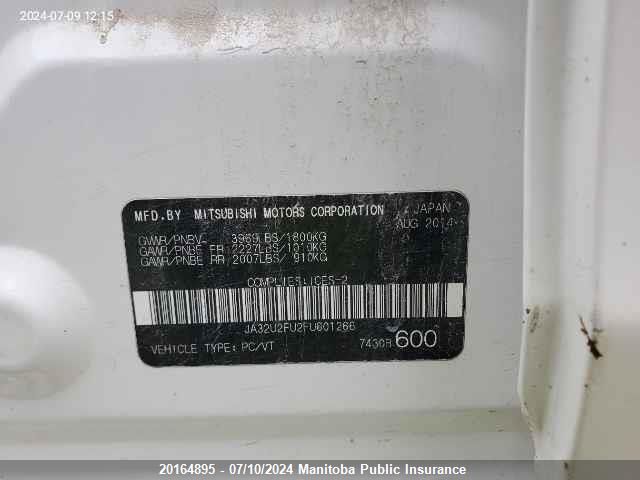 2024-07-09 12:15
MFD.BY MITSUBISHI MOTORS CORPORATION JAPAN
AUG 2014
GVWR/PNBV 3969LBS/1800KG
GAWR/PNBE FR 2227LBS/1010KG
GAWR/PNBE RR 2007LBS/ 910KG
COMPLIES:ICES-2
JA32U2FU2FU601266
VEHICLE TYPE: PC/VT 7430B 600
20164895 - 07/10/2024 Manitoba Public Insurance